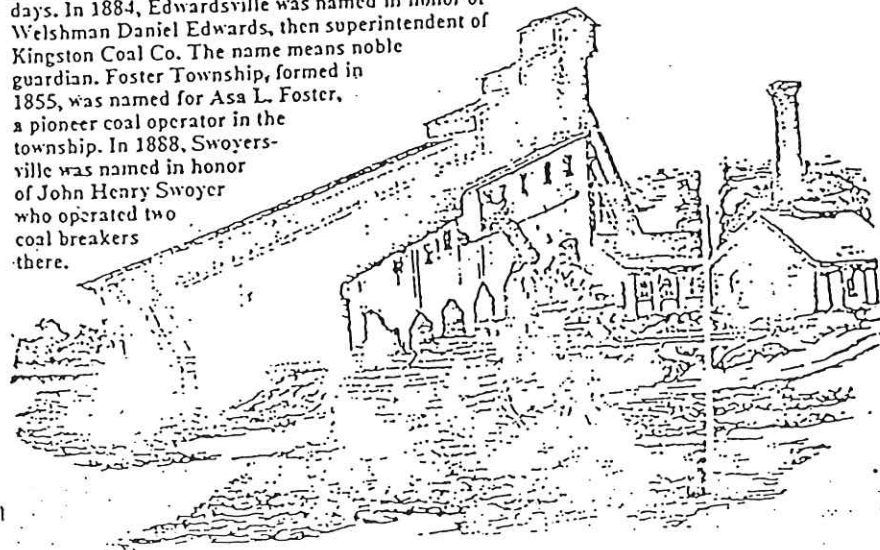 days. In 1884, Edwardsville was named in honor of
Welshman Daniel Edwards, then superintendent of
Kingston Coal Co. The name means noble
guardian. Foster Township, formed in
1855, was named for Asa L. Foster,
a pioneer coal operator in the
township. In 1888, Swoyers-
ville was named in honor
of John Henry Swoyer
who operated two
coal breakers
there.